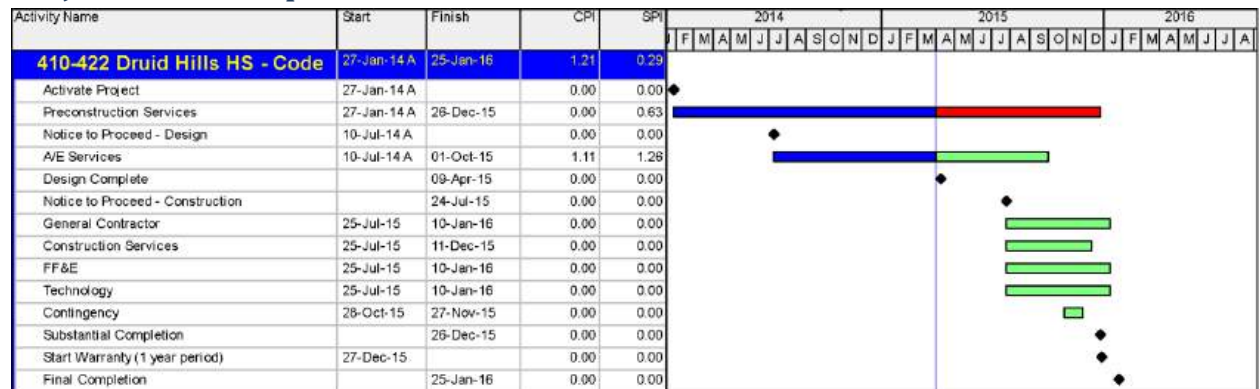 Activity Name Start Finish CPI SPI 2014 2015 2016
J F M A M J J A S O N D J F M A M J J A S O N D J F M A M J J A
410-422 Druid Hills HS - Code 27-Jan-14 A 25-Jan-16 1.21 0.29
Activate Project 27-Jan-14 A 0.00 0.00
Preconstruction Services 27-Jan-14 A 26-Dec-15 0.00 0.63
Notice to Proceed - Design 10-Jul-14 A 0.00 0.00
A/E Services 10-Jul-14 A 01-Oct-15 1.11 1.26
Design Complete 09-Apr-15 0.00 0.00
Notice to Proceed - Construction 24-Jul-15 0.00 0.00
General Contractor 25-Jul-15 10-Jan-16 0.00 0.00
Construction Services 25-Jul-15 11-Dec-15 0.00 0.00
FF&E 25-Jul-15 10-Jan-16 0.00 0.00
Technology 25-Jul-15 10-Jan-16 0.00 0.00
Contingency 28-Oct-15 27-Nov-15 0.00 0.00
Substantial Completion 26-Dec-15 0.00 0.00
Start Warranty (1 year period) 27-Dec-15 0.00 0.00
Final Completion 25-Jan-16 0.00 0.00